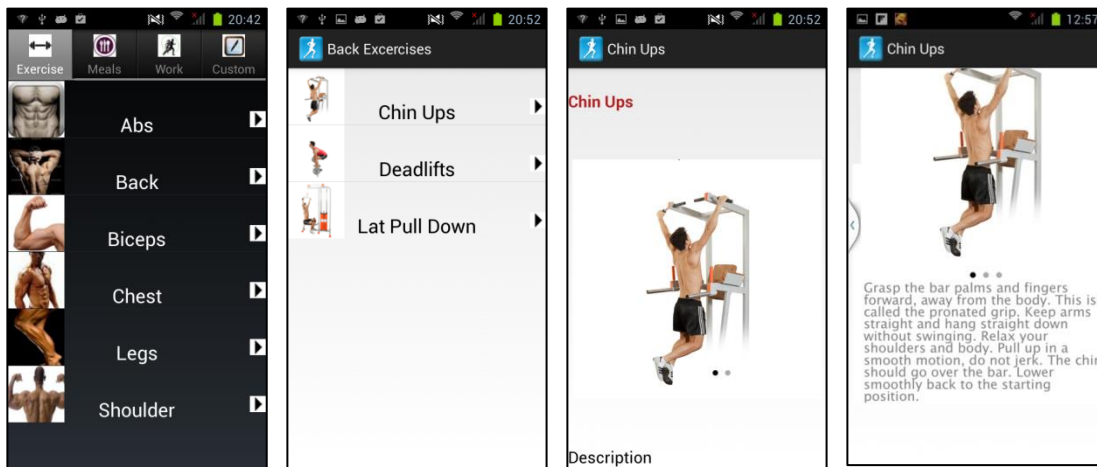 20:42
Exercise
Meals
Work
Custom
Abs
Back
Biceps
Chest
Legs
Shoulder
20:52
Back Excercises
Chin Ups
Deadlifts
Lat Pull Down
20:52
Chin Ups
Chin Ups
Description
12:57
Chin Ups
Grasp the bar palms and fingers
forward, away from the body. This is
called the pronated grip. Keep arms
straight and hang straight down
without swinging. Relax your
shoulders and body. Pull up in a
smooth motion, do not jerk. The chin
should go over the bar. Lower
smoothly back to the starting
position.